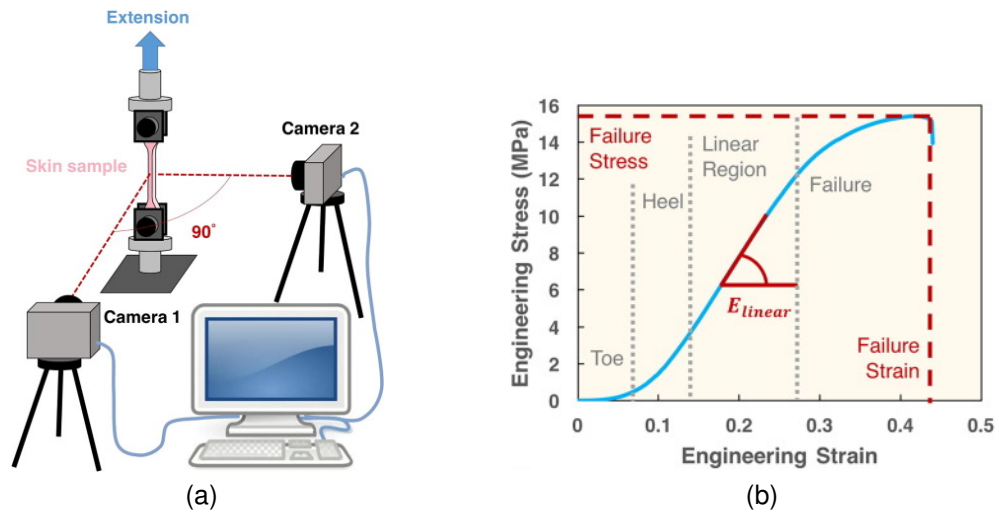 Extension
Camera 2
Skin sample
90°
Camera 1
(a)
Engineering Stress (MPa)
16
14
12
10
8
6
4
2
0
Failure
Stress
Linear
Region
Heel
Failure
Toe
E_linear
Failure
Strain
0 0.1 0.2 0.3 0.4 0.5
Engineering Strain
(b)